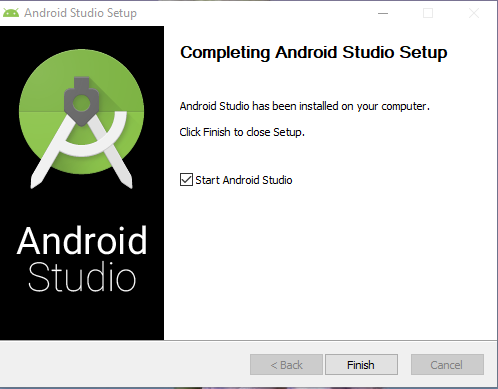 Android Studio Setup
Completing Android Studio Setup
Android Studio has been installed on your computer.
Click Finish to close Setup.
Start Android Studio
Android
Studio
< Back
Finish
Cancel